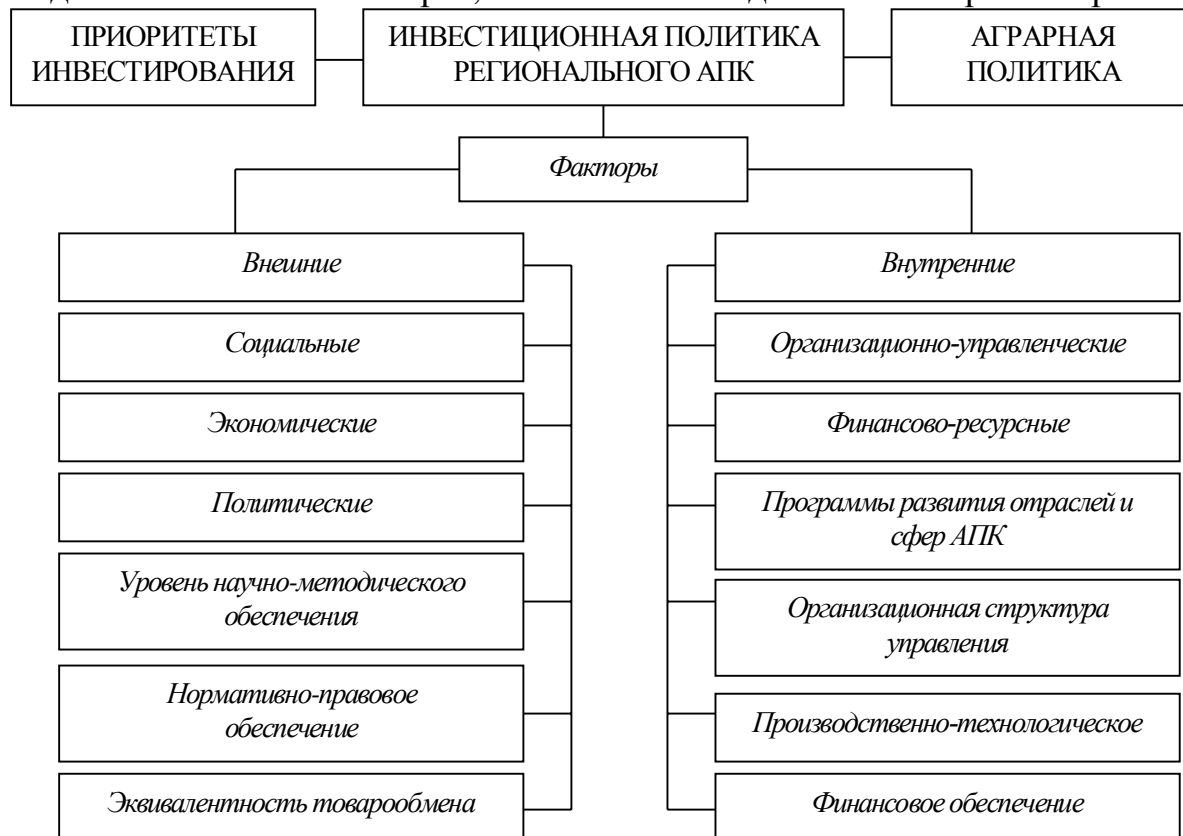 ПРИОРИТЕТЫ
ИНВЕСТИРОВАНИЯ
ИНВЕСТИЦИОННАЯ ПОЛИТИКА
РЕГИОНАЛЬНОГО АПК
АГРАРНАЯ
ПОЛИТИКА
Факторы
Внешние
Социальные
Экономические
Политические
Уровень научно-методического
обеспечения
Нормативно-правовое
обеспечение
Эквивалентность товарообмена
Внутренние
Организационно-управленческие
Финансово-ресурсные
Программы развития отраслей и
сфер АПК
Организационная структура
управления
Производственно-технологическое
Финансовое обеспечение